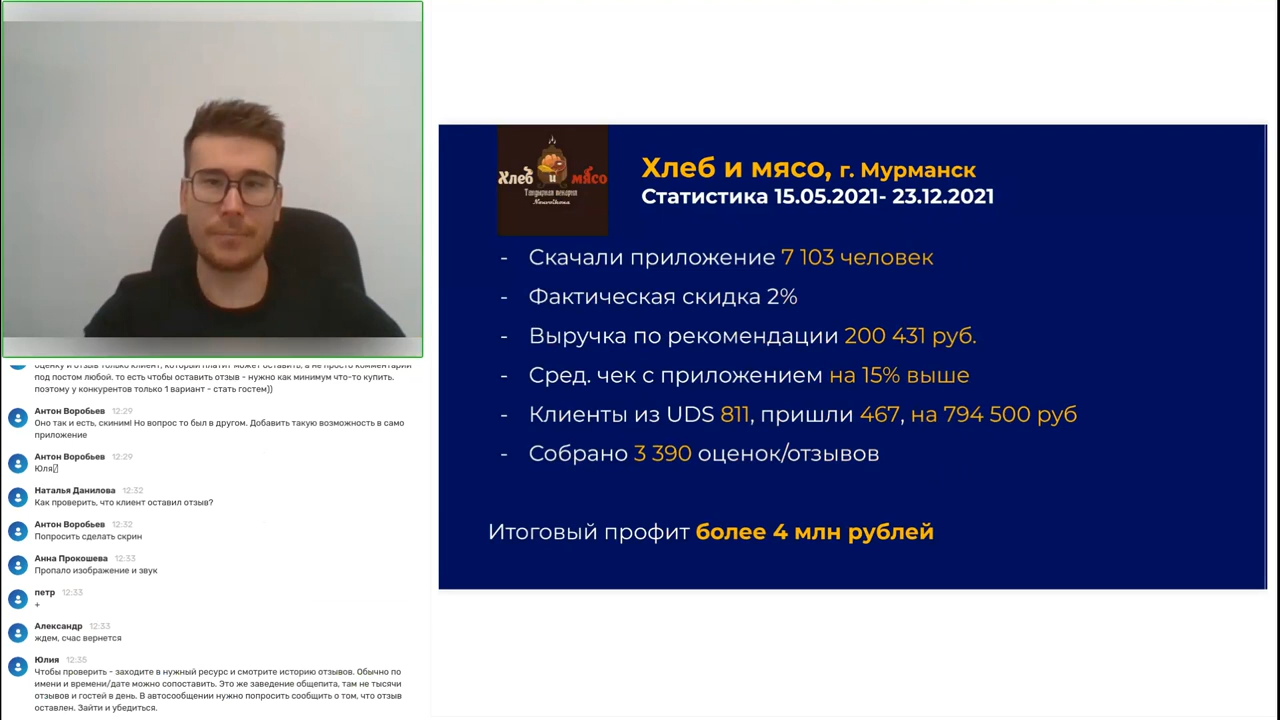 оценку и отзыв только клиент, который платит может оставить, а не просто комментарии
под постом любой. то есть чтобы оставить отзыв - нужно как минимум что-то купить.
поэтому у конкурентов только 1 вариант - стать гостем))
Антон Воробьев 12:29
Оно так и есть, скиним! Но вопрос то был в другом. Добавить такую возможность в само
приложение
Антон Воробьев 12:29
Юля
Наталья Данилова 12:32
Как проверить, что клиент оставил отзыв?
Антон Воробьев 12:32
Попросить сделать скрин
Анна Прокошева 12:33
Пропало изображение и звук
петр 12:33
+
Александр 12:33
ждем, счас вернется
Юлия 12:35
Чтобы проверить - заходите в нужный ресурс и смотрите историю отзывов. Обычно по
имени и времени/дате можно сопоставить. Это же заведение общепита, там не тысячи
отзывов и гостей в день. В автосообщении нужно попросить сообщить о том, что отзыв
оставлен. Зайти и убедиться.
Хлеб и мясо
Тандырная пекарня
Хлеб и мясо, г. Мурманск
Статистика 15.05.2021- 23.12.2021
- Скачали приложение 7 103 человек
- Фактическая скидка 2%
- Выручка по рекомендации 200 431 руб.
- Сред. чек с приложением на 15% выше
- Клиенты из UDS 811, пришли 467, на 794 500 руб
- Собрано 3 390 оценок/отзывов
Итоговый профит более 4 млн рублей